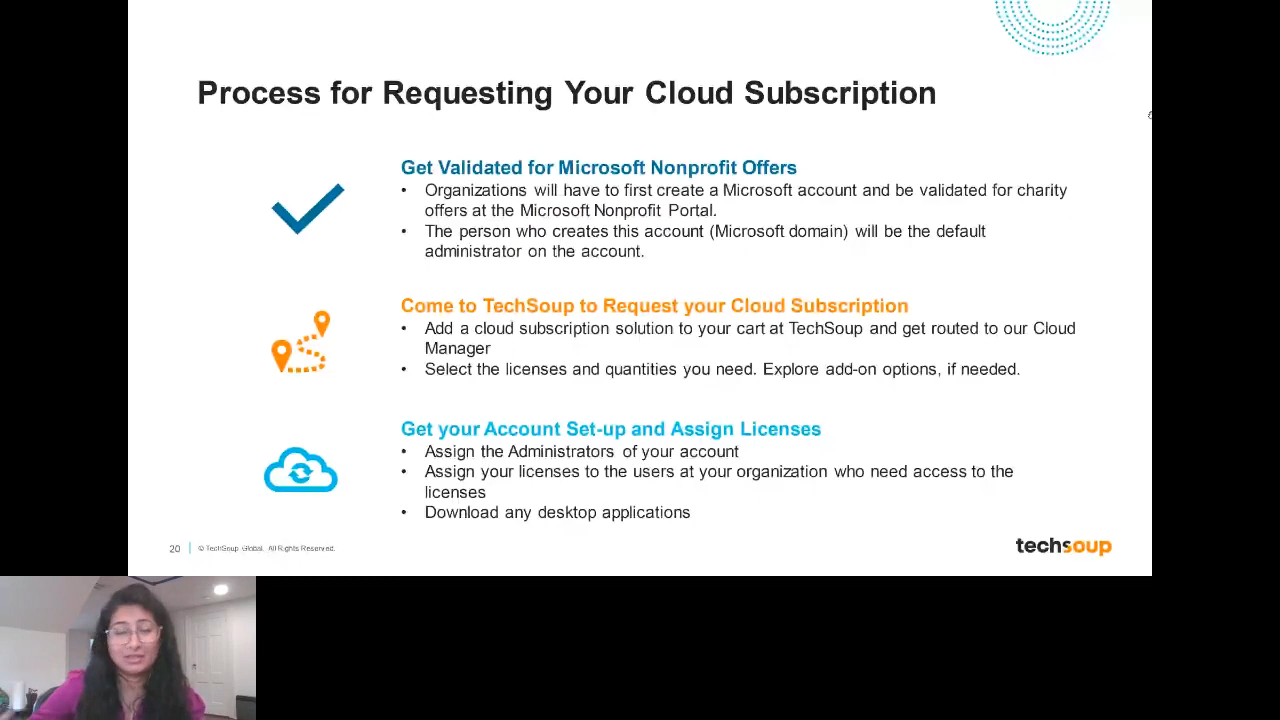 Process for Requesting Your Cloud Subscription
Get Validated for Microsoft Nonprofit Offers
• Organizations will have to first create a Microsoft account and be validated for charity
offers at the Microsoft Nonprofit Portal.
• The person who creates this account (Microsoft domain) will be the default
administrator on the account.
Come to TechSoup to Request your Cloud Subscription
• Add a cloud subscription solution to your cart at TechSoup and get routed to our Cloud
Manager
• Select the licenses and quantities you need. Explore add-on options, if needed.
Get your Account Set-up and Assign Licenses
• Assign the Administrators of your account
• Assign your licenses to the users at your organization who need access to the
licenses
• Download any desktop applications
20 © TechSoup Global. All Rights Reserved.
techsoup